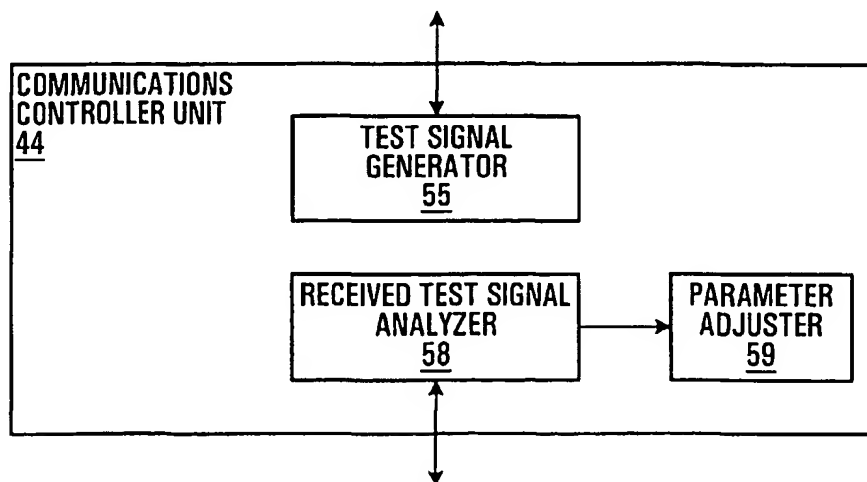 COMMUNICATIONS
CONTROLLER UNIT
44
TEST SIGNAL
GENERATOR
55
RECEIVED TEST SIGNAL
ANALYZER
58
PARAMETER
ADJUSTER
59